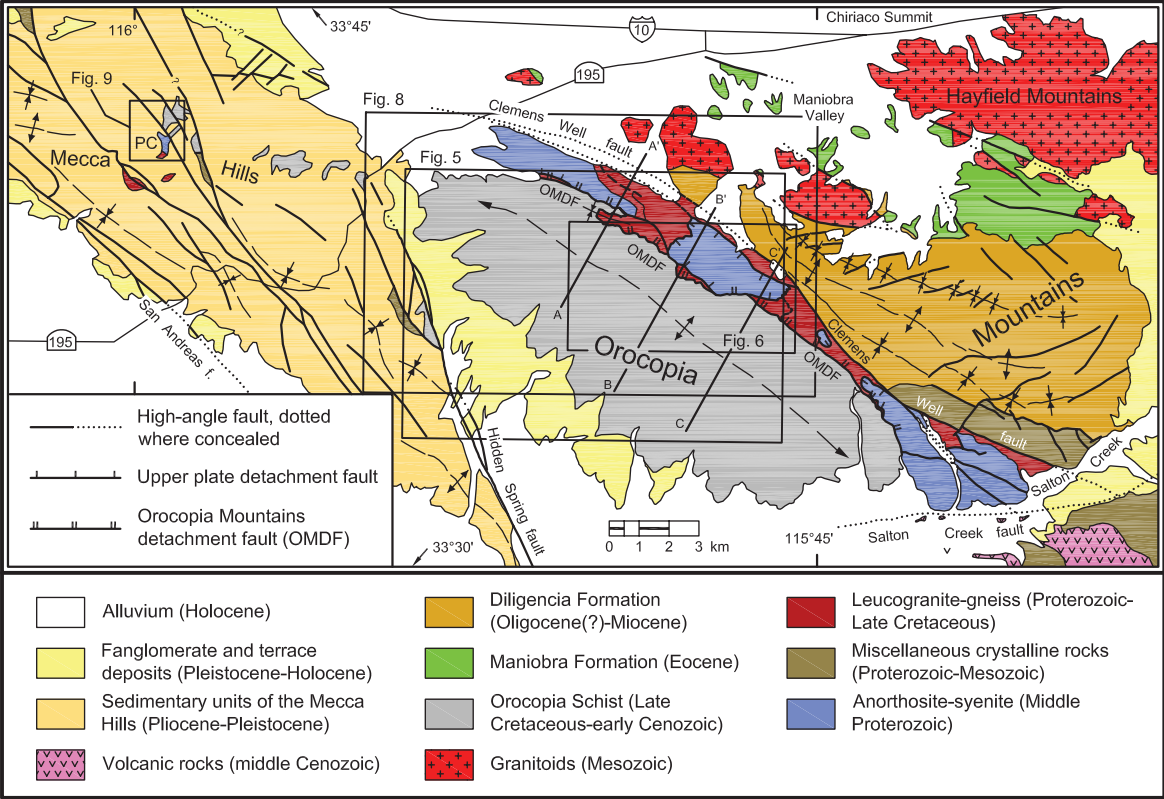 116°
33°45'
10
Chiriaco Summit
Fig. 9
?
?
195
Hayfield Mountains
Fig. 8
Clemens Well fault
Maniobra
Valley
PC
Mecca
Hills
A'
Fig. 5
OMDF
B'
OMDF
C'
Mountains
A
San Andreas f.
195
Orocopia
Fig. 6
Clemens
OMDF
B
C
Well
fault
Hidden Spring fault
Salton Creek
115°45'
Salton Creek fault
33°30'
0 1 2 3 km
High-angle fault, dotted
where concealed
Upper plate detachment fault
Orocopia Mountains
detachment fault (OMDF)
Alluvium (Holocene)
Fanglomerate and terrace
deposits (Pleistocene-Holocene)
Sedimentary units of the Mecca
Hills (Pliocene-Pleistocene)
Volcanic rocks (middle Cenozoic)
Diligencia Formation
(Oligocene(?)-Miocene)
Maniobra Formation (Eocene)
Orocopia Schist (Late
Cretaceous-early Cenozoic)
Granitoids (Mesozoic)
Leucogranite-gneiss (Proterozoic-
Late Cretaceous)
Miscellaneous crystalline rocks
(Proterozoic-Mesozoic)
Anorthosite-syenite (Middle
Proterozoic)